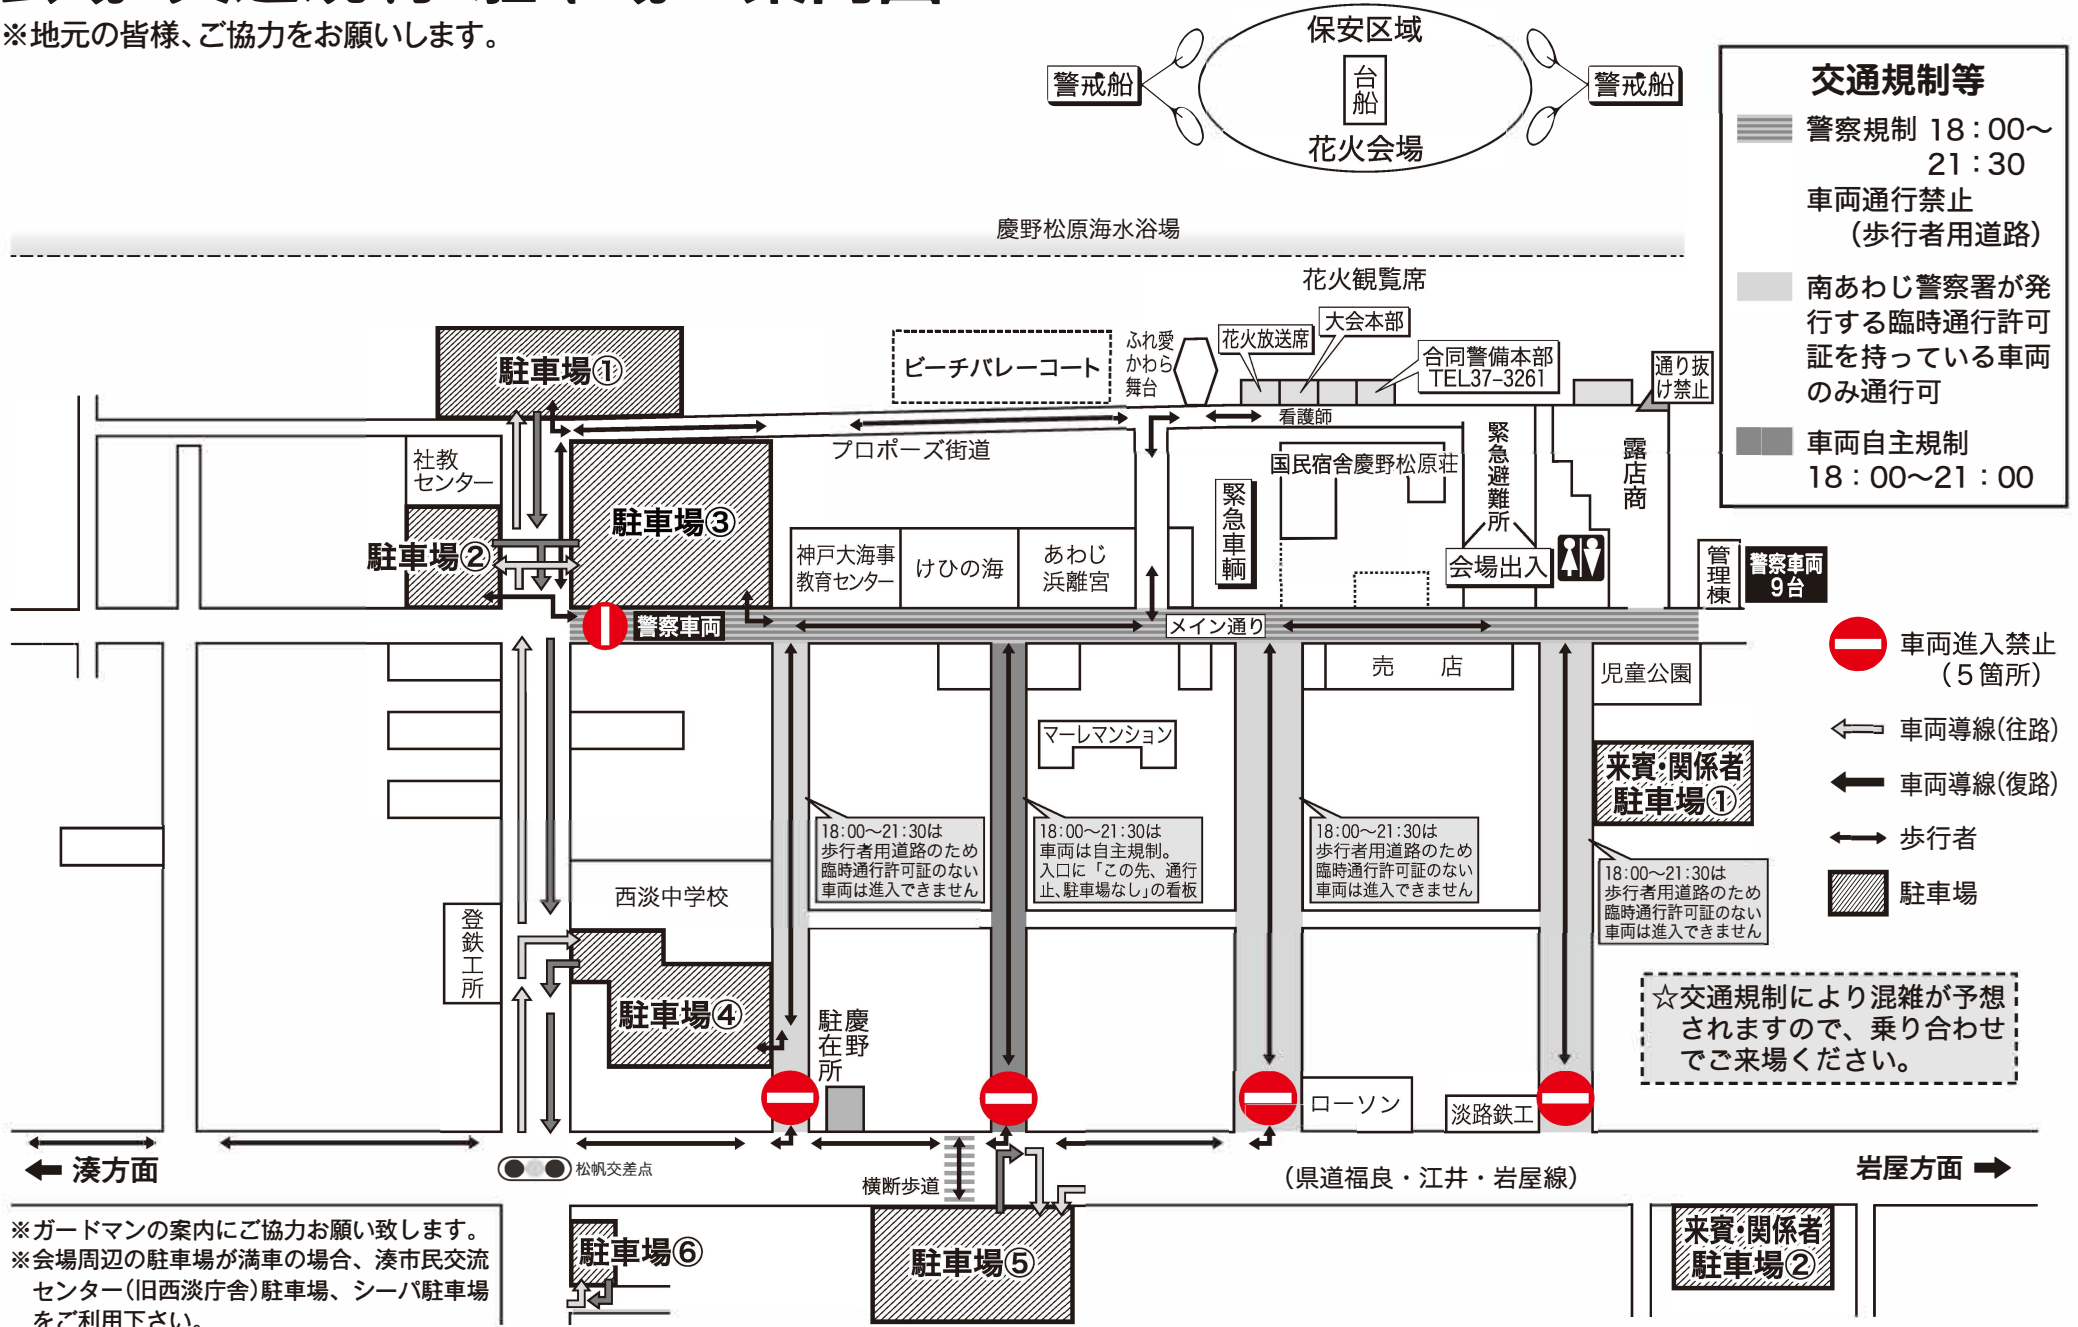 ※地元の皆様、ご協力をお願いします。
保安区域
台船
花火会場
警戒船
警戒船
交通規制等
警察規制 18：00〜
21：30
車両通行禁止
（歩行者用道路）
南あわじ警察署が発
行する臨時通行許可
証を持っている車両
のみ通行可
車両自主規制
18：00〜21：00
慶野松原海水浴場
花火観覧席
駐車場①
ビーチバレーコート
ふれ愛
かわら
舞台
花火放送席
大会本部
合同警備本部
TEL37-3261
通り抜
け禁止
看護師
プロポーズ街道
社教
センター
駐車場②
駐車場③
神戸大海事
教育センター
けひの海
あわじ
浜離宮
緊急車輌
国民宿舎慶野松原荘
緊急避難所
会場出入
露店商
管理棟
警察車両
9台
警察車両
メイン通り
売　店
児童公園
車両進入禁止
（５箇所）
車両導線(往路)
車両導線(復路)
歩行者
駐車場
マーレマンション
来賓・関係者
駐車場①
18:00〜21:30は
歩行者用道路のため
臨時通行許可証のない
車両は進入できません
18:00〜21:30は
車両は自主規制。
入口に「この先、通行
止、駐車場なし」の看板
18:00〜21:30は
歩行者用道路のため
臨時通行許可証のない
車両は進入できません
18:00〜21:30は
歩行者用道路のため
臨時通行許可証のない
車両は進入できません
西淡中学校
登鉄工所
駐車場④
慶野
駐在所
☆交通規制により混雑が予想
されますので、乗り合わせ
でご来場ください。
ローソン
淡路鉄工
湊方面
松帆交差点
横断歩道
（県道福良・江井・岩屋線）
岩屋方面
※ガードマンの案内にご協力お願い致します。
※会場周辺の駐車場が満車の場合、湊市民交流
センター(旧西淡庁舎)駐車場、シーパ駐車場
をご利用下さい。
駐車場⑥
駐車場⑤
来賓・関係者
駐車場②